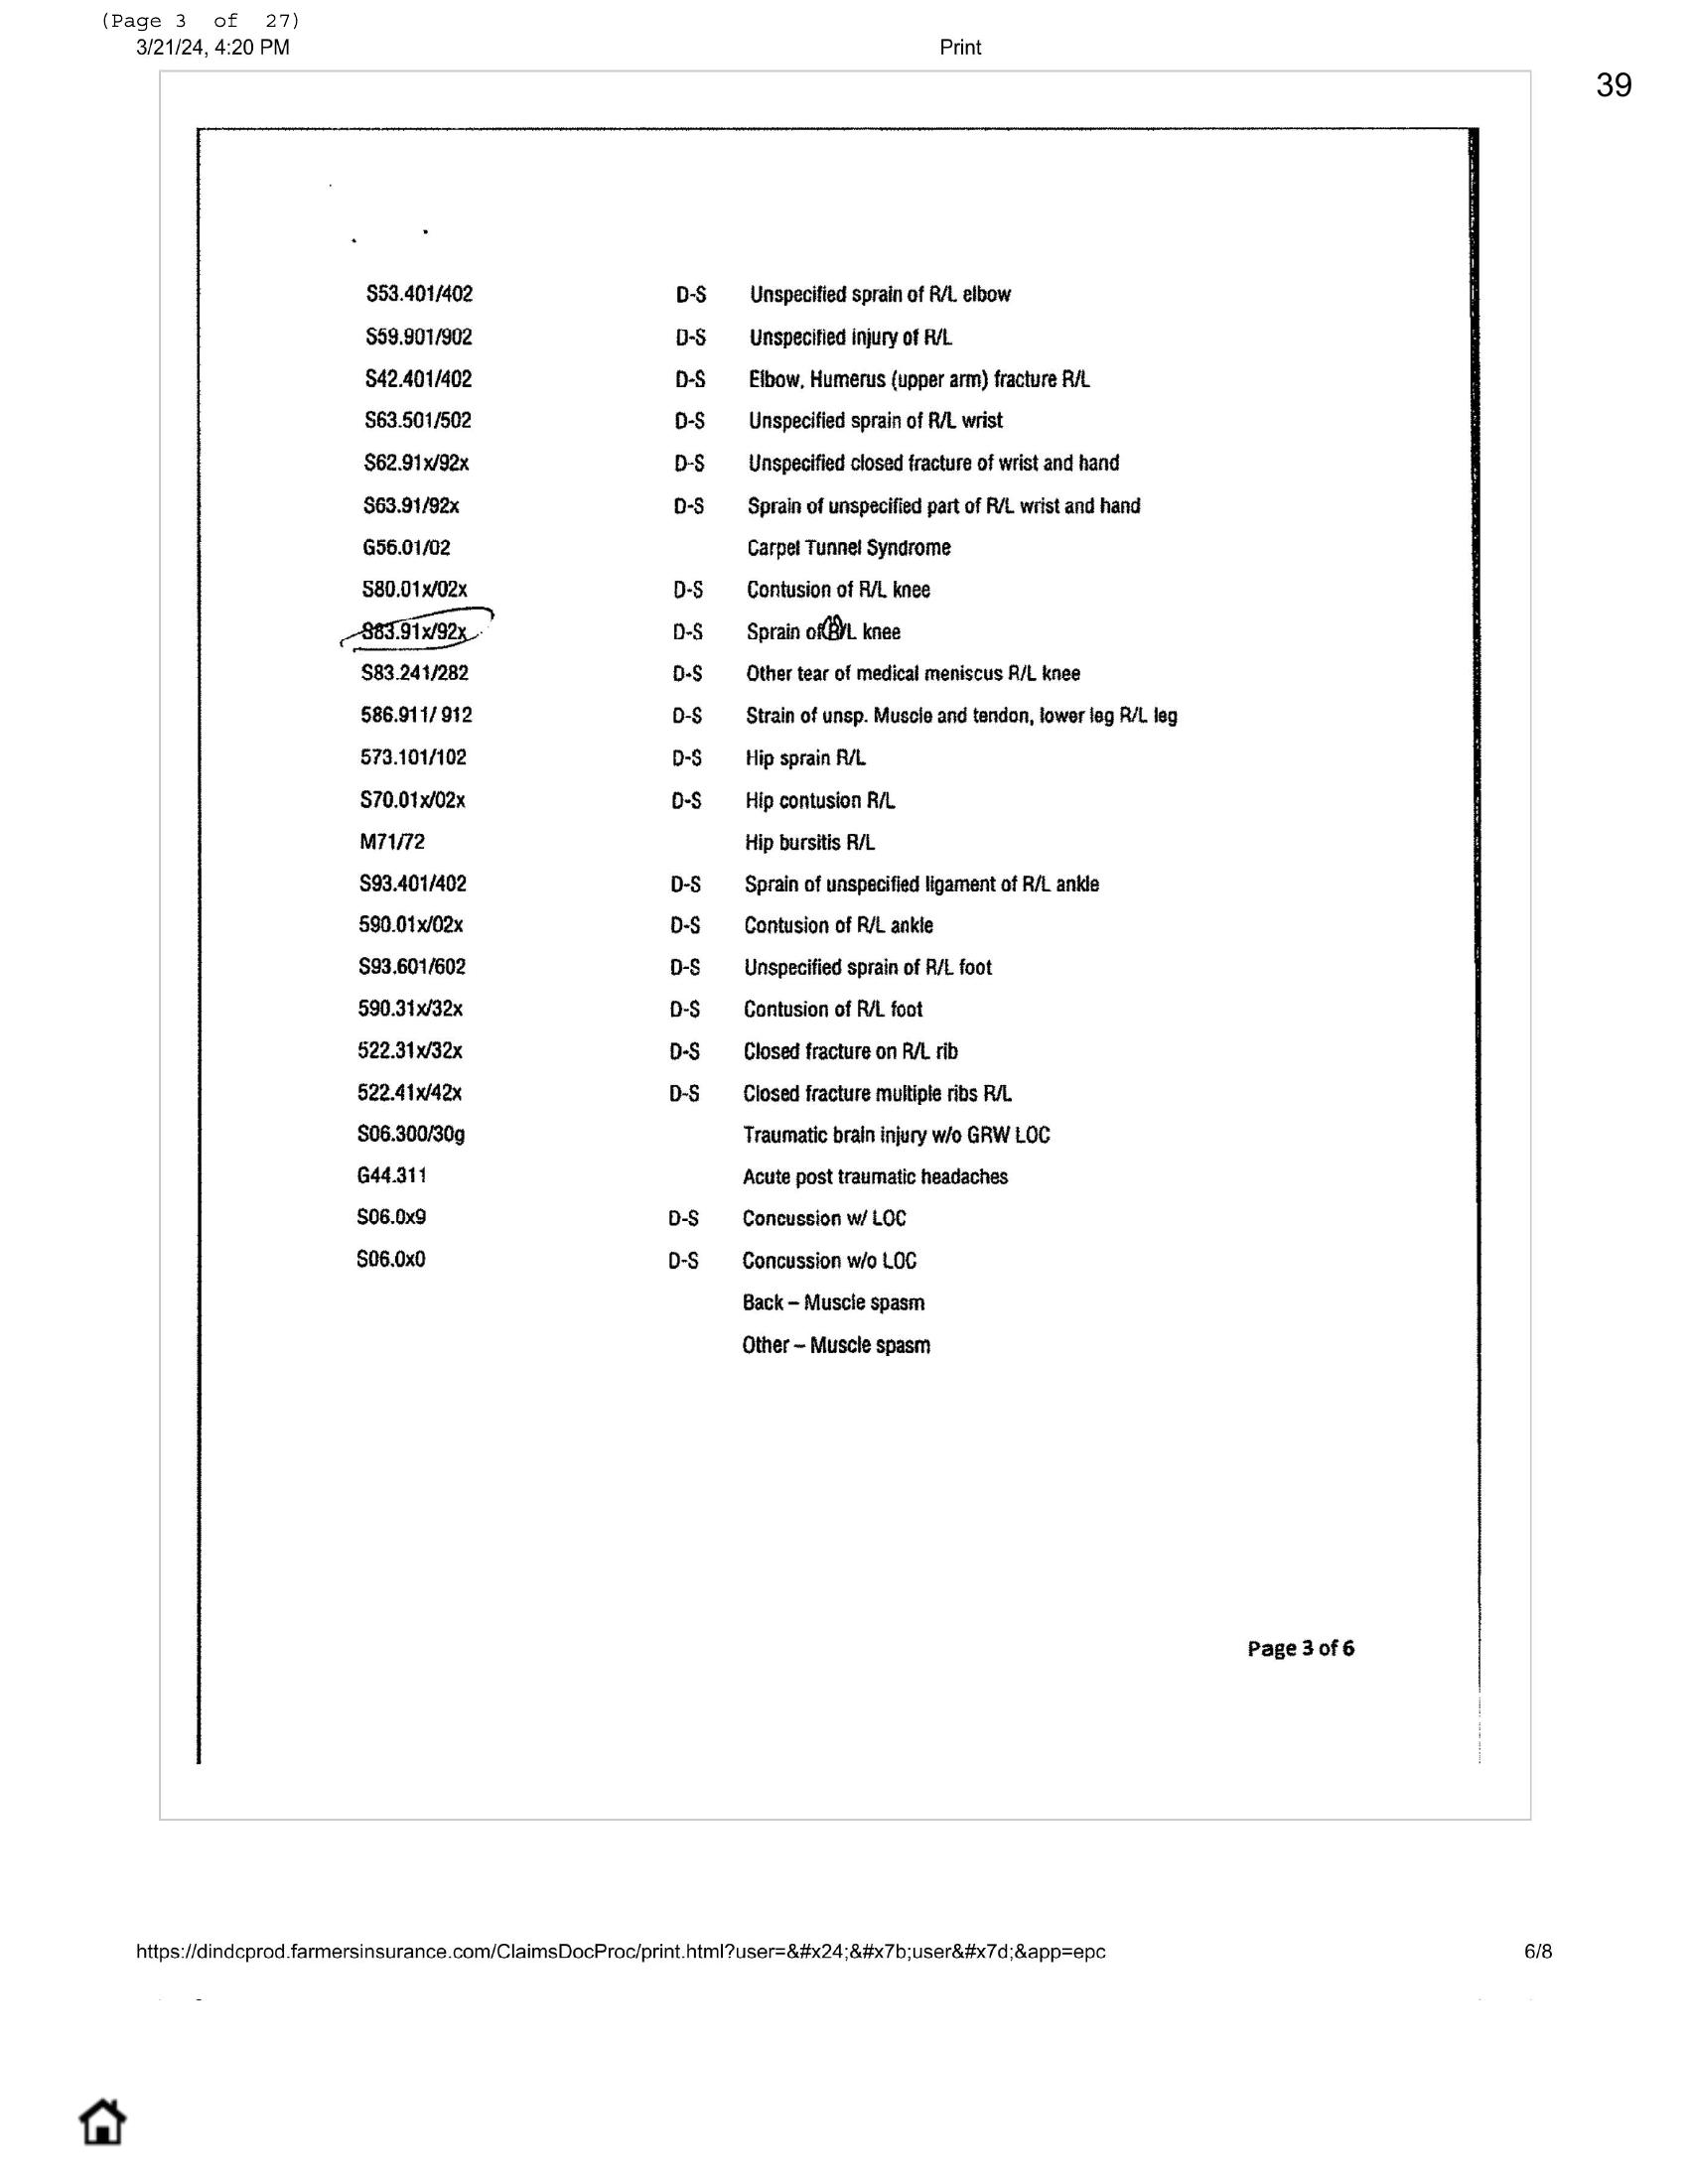 (Page 3 of 27)
3/21/24, 4:20 PM Print
39
S53.401/402 D-S Unspecified sprain of R/L elbow
S59.901/902 D-S Unspecified injury of R/L
S42.401/402 D-S Elbow, Humerus (upper arm) fracture R/L
S63.501/502 D-S Unspecified sprain of R/L wrist
S62.91x/92x D-S Unspecified closed fracture of wrist and hand
S63.91/92x D-S Sprain of unspecified part of R/L wrist and hand
G56.01/02 Carpel Tunnel Syndrome
S80.01x/02x D-S Contusion of R/L knee
S83.91x/92x D-S Sprain of R/L knee
S83.241/282 D-S Other tear of medical meniscus R/L knee
586.911/ 912 D-S Strain of unsp. Muscle and tendon, lower leg R/L leg
573.101/102 D-S Hip sprain R/L
S70.01x/02x D-S Hip contusion R/L
M71/72 Hip bursitis R/L
S93.401/402 D-S Sprain of unspecified ligament of R/L ankle
590.01x/02x D-S Contusion of R/L ankle
S93.601/602 D-S Unspecified sprain of R/L foot
590.31x/32x D-S Contusion of R/L foot
522.31x/32x D-S Closed fracture on R/L rib
522.41x/42x D-S Closed fracture multiple ribs R/L
S06.300/30g Traumatic brain injury w/o GRW LOC
G44.311 Acute post traumatic headaches
S06.0x9 D-S Concussion w/ LOC
S06.0x0 D-S Concussion w/o LOC
Back – Muscle spasm
Other – Muscle spasm
Page 3 of 6
https://dindcprod.farmersinsurance.com/ClaimsDocProc/print.html?user=&#x24;&#x7b;user&#x7d;&app=epc 6/8